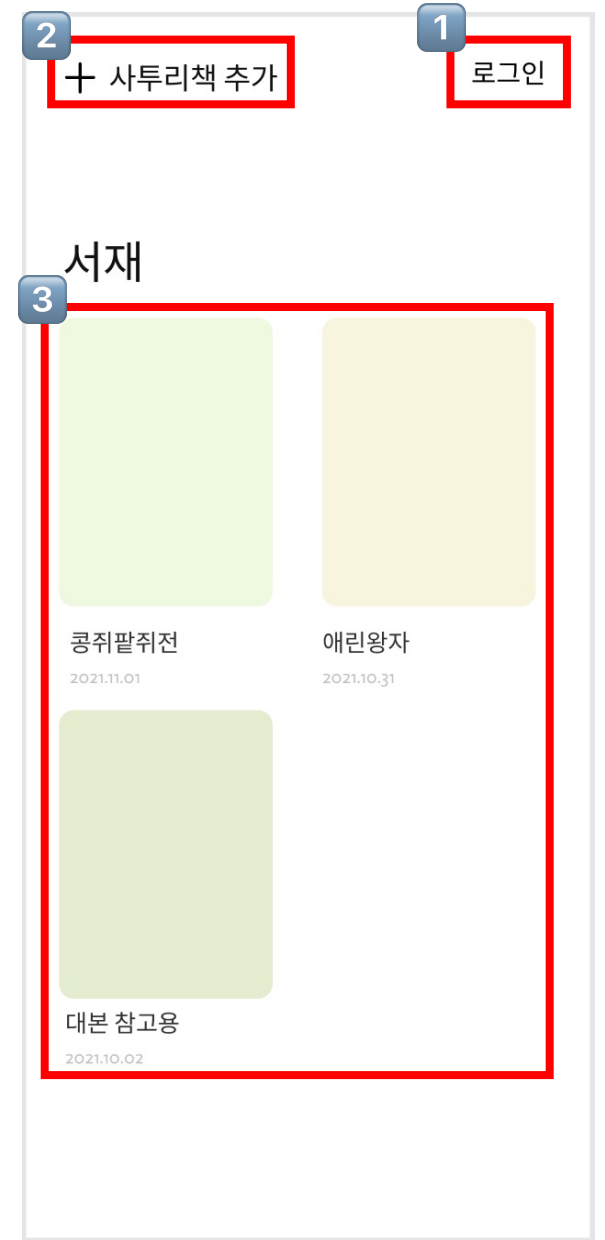 2
1
+ 사투리책 추가
로그인
서재
3
콩쥐팥쥐전
애린왕자
2021.11.01
2021.10.31
대본 참고용
2021.10.02